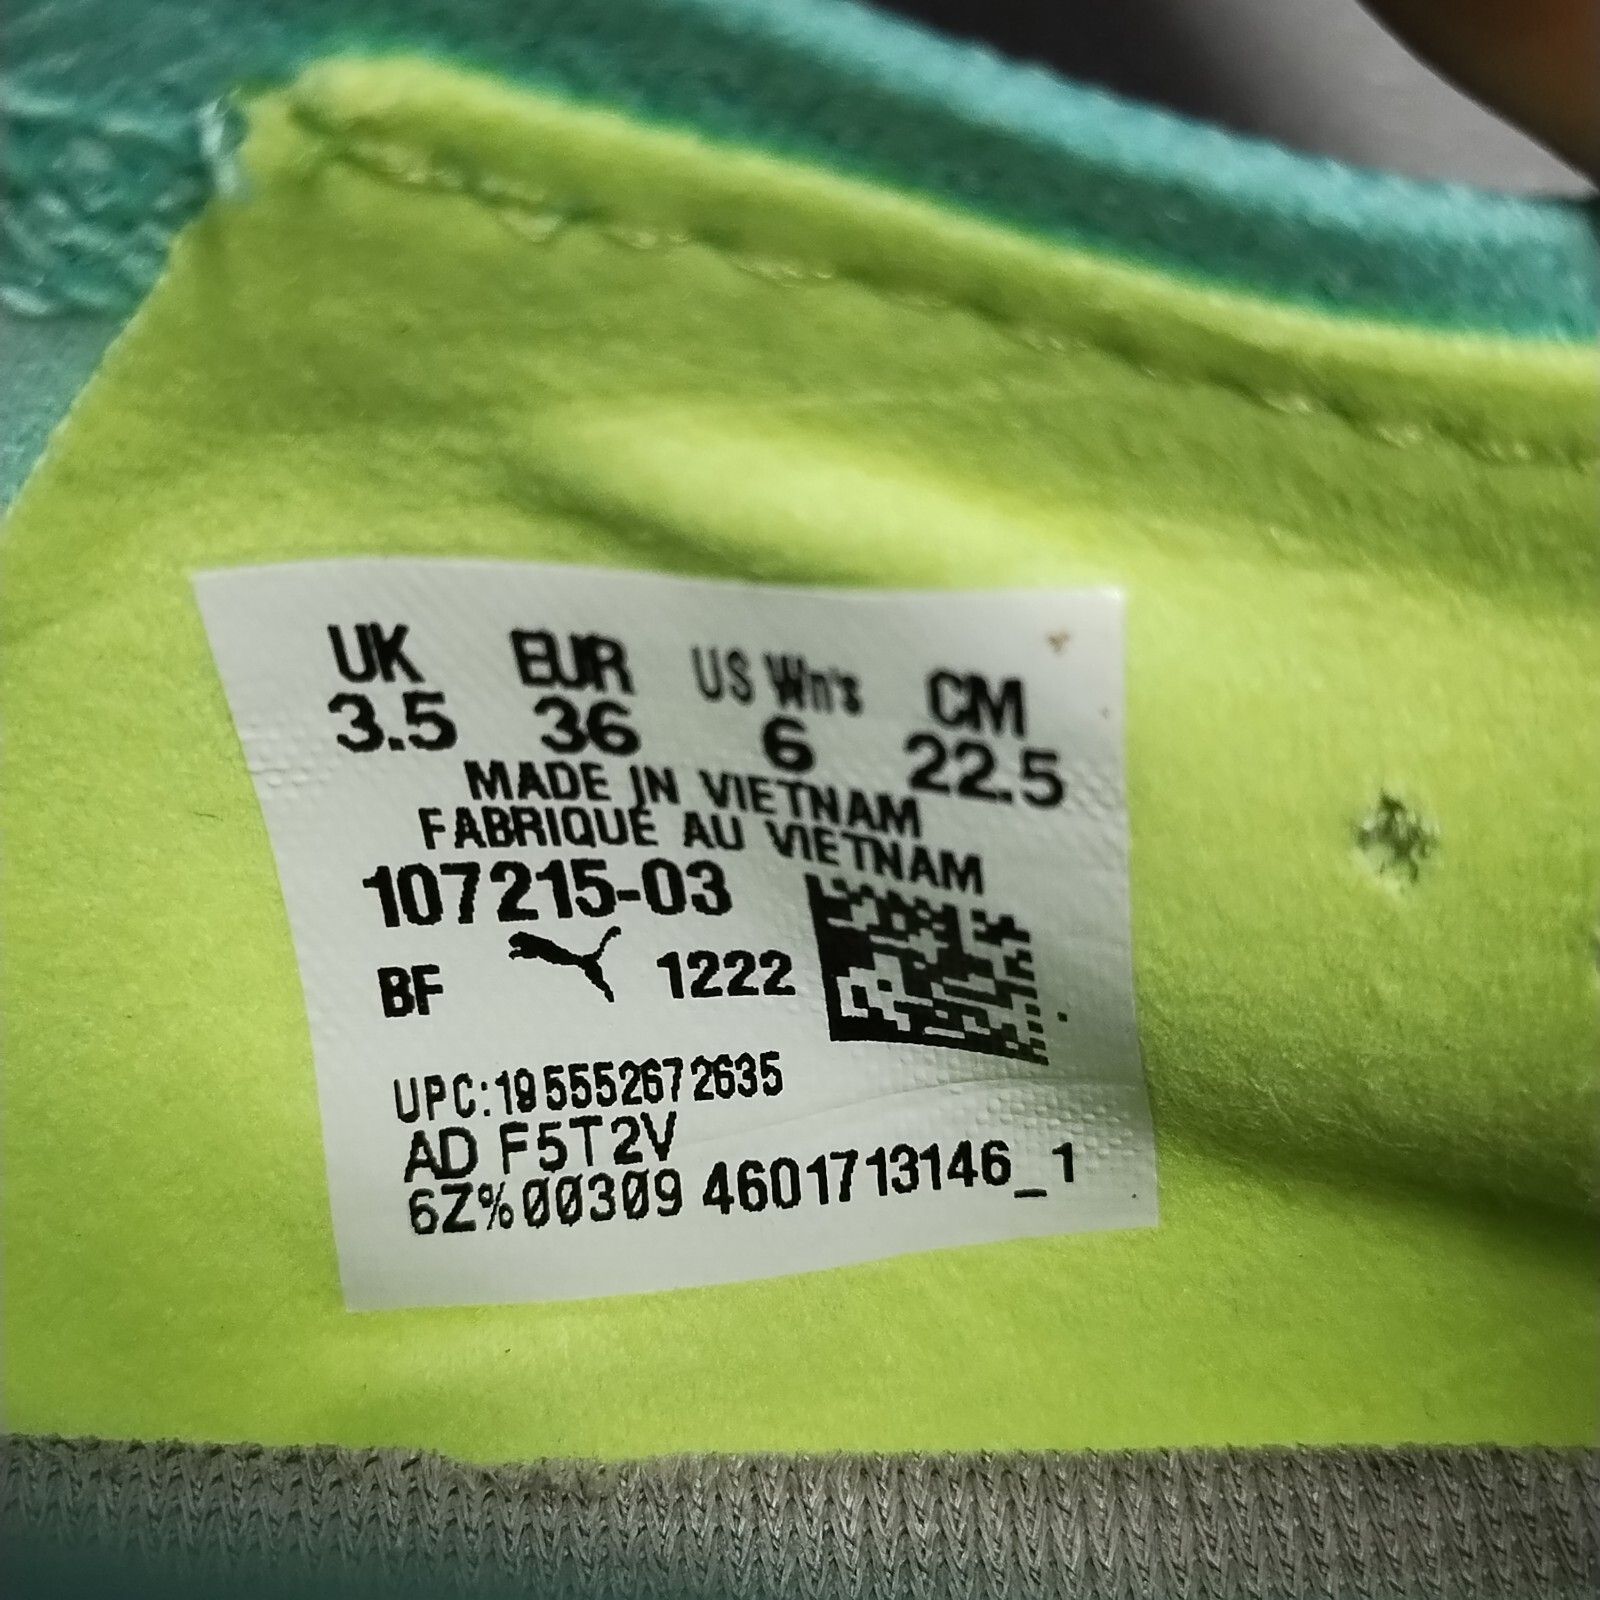 UK EUR US Wn's CM
3.5 36 6 22.5
MADE IN VIETNAM
FABRIQUÉ AU VIETNAM
107215-03
BF 1222
UPC:195552672635
AD F5T2V
6Z%00309 4601713146_1